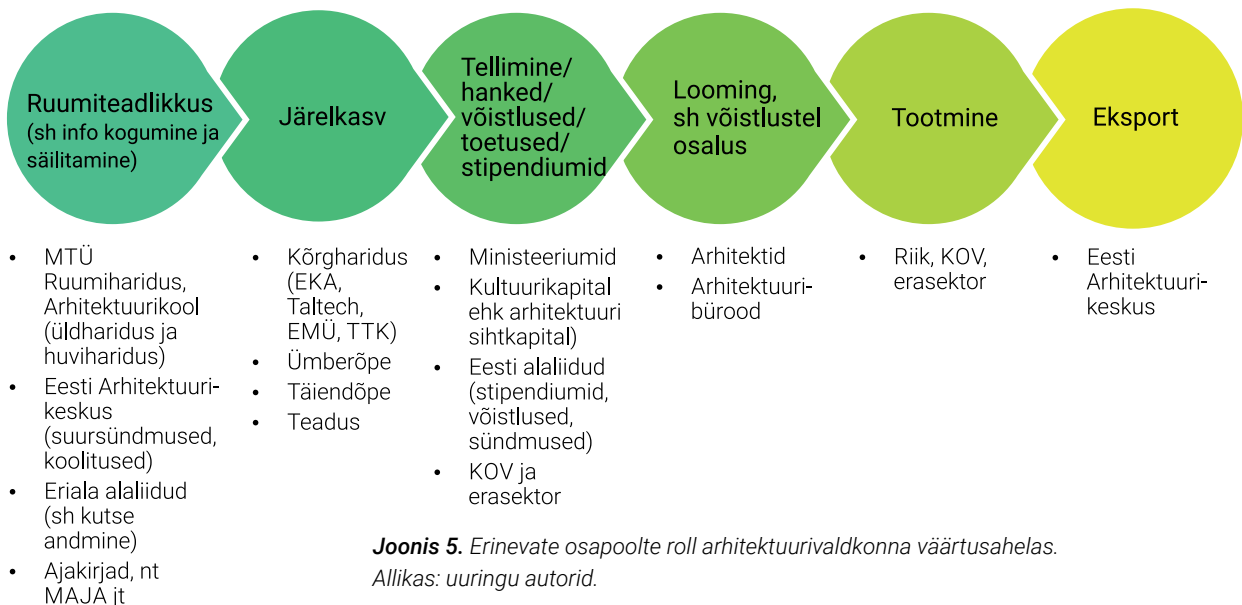 Ruumiteadlikkus
(sh info kogumine ja
säilitamine)
Järelkasv
Tellimine/
hanked/
võistlused/
toetused/
stipendiumid
Looming,
sh võistlustel
osalus
Tootmine
Eksport
• MTÜ
Ruumiharidus,
Arhitektuurikool
(üldharidus ja
huviharidus)
• Eesti Arhitektuuri-
keskus
(suursündmused,
koolitused)
• Eriala alaliidud
(sh kutse
andmine)
• Ajakirjad, nt
MAJA jt
• Kõrgharidus
(EKA,
Taltech,
EMÜ, TTK)
• Ümberõpe
• Täiendõpe
• Teadus
• Ministeeriumid
• Kultuurikapital
ehk arhitektuuri
sihtkapital)
• Eesti alaliidud
(stipendiumid,
võistlused,
sündmused)
• KOV ja
erasektor
• Arhitektid
• Arhitektuuri-
bürood
• Riik, KOV,
erasektor
• Eesti
Arhitektuuri-
keskus
Joonis 5. Erinevate osapoolte roll arhitektuurivaldkonna väärtusahelas.
Allikas: uuringu autorid.